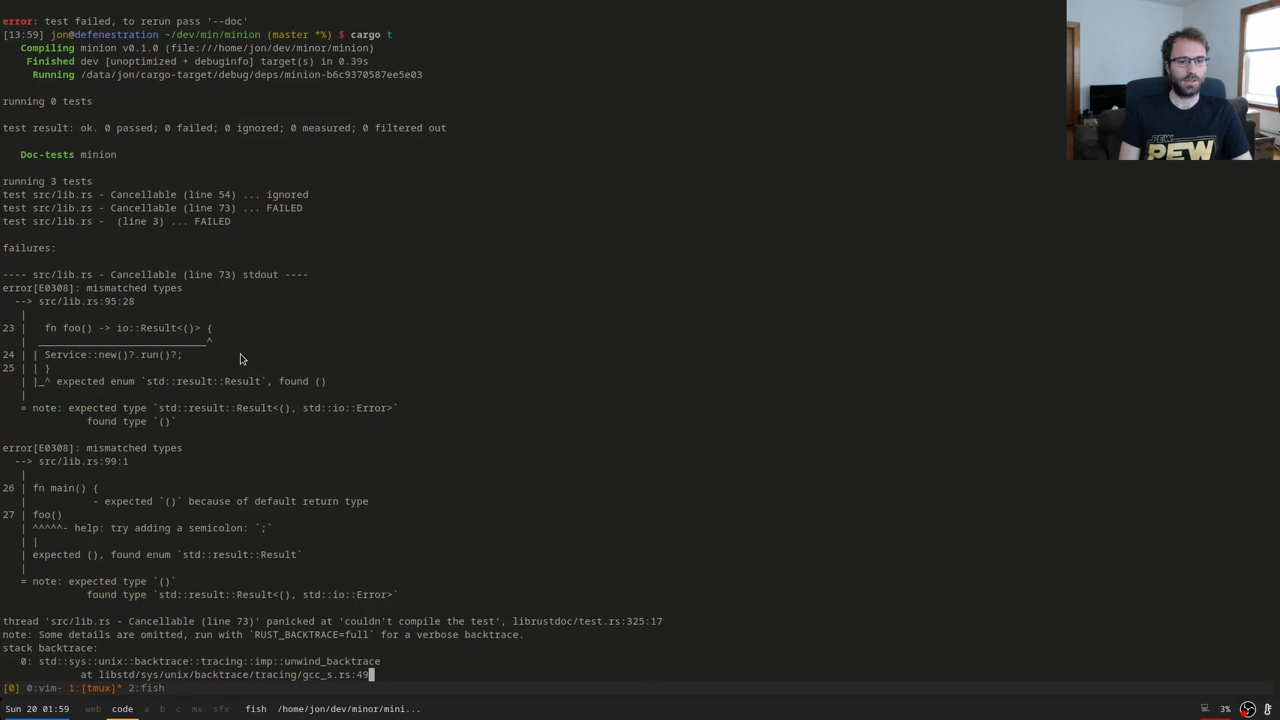 error: test failed, to rerun pass '--doc'
[13:59] jon@defenestration ~/dev/min/minion (master *%) $ cargo t
Compiling minion v0.1.0 (file:///home/jon/dev/minor/minion)
Finished dev [unoptimized + debuginfo] target(s) in 0.39s
Running /data/jon/cargo-target/debug/deps/minion-b6c9370587ee5e03
running 0 tests
test result: ok. 0 passed; 0 failed; 0 ignored; 0 measured; 0 filtered out
Doc-tests minion
running 3 tests
test src/lib.rs - Cancellable (line 54) ... ignored
test src/lib.rs - Cancellable (line 73) ... FAILED
test src/lib.rs -  (line 3) ... FAILED
failures:
---- src/lib.rs - Cancellable (line 73) stdout ----
error[E0308]: mismatched types
--> src/lib.rs:95:28
|
23 |   fn foo() -> io::Result<()> {
|  ____________________________^
24 | | Service::new()?.run()?;
25 | | }
| |_^ expected enum `std::result::Result`, found ()
|
= note: expected type `std::result::Result<(), std::io::Error>`
found type `()`
error[E0308]: mismatched types
--> src/lib.rs:99:1
|
26 | fn main() {
|           - expected `()` because of default return type
27 | foo()
| ^^^^^- help: try adding a semicolon: `;`
| |
| expected (), found enum `std::result::Result`
|
= note: expected type `()`
found type `std::result::Result<(), std::io::Error>`
thread 'src/lib.rs - Cancellable (line 73)' panicked at 'couldn't compile the test', librustdoc/test.rs:325:17
note: Some details are omitted, run with `RUST_BACKTRACE=full` for a verbose backtrace.
stack backtrace:
0: std::sys::unix::backtrace::tracing::imp::unwind_backtrace
at libstd/sys/unix/backtrace/tracing/gcc_s.rs:49
[0] 0:vim- 1:[tmux]* 2:fish
Sun 20 01:59 web code a b c mx sfx fish /home/jon/dev/minor/mini... 3%
PEW
PEW